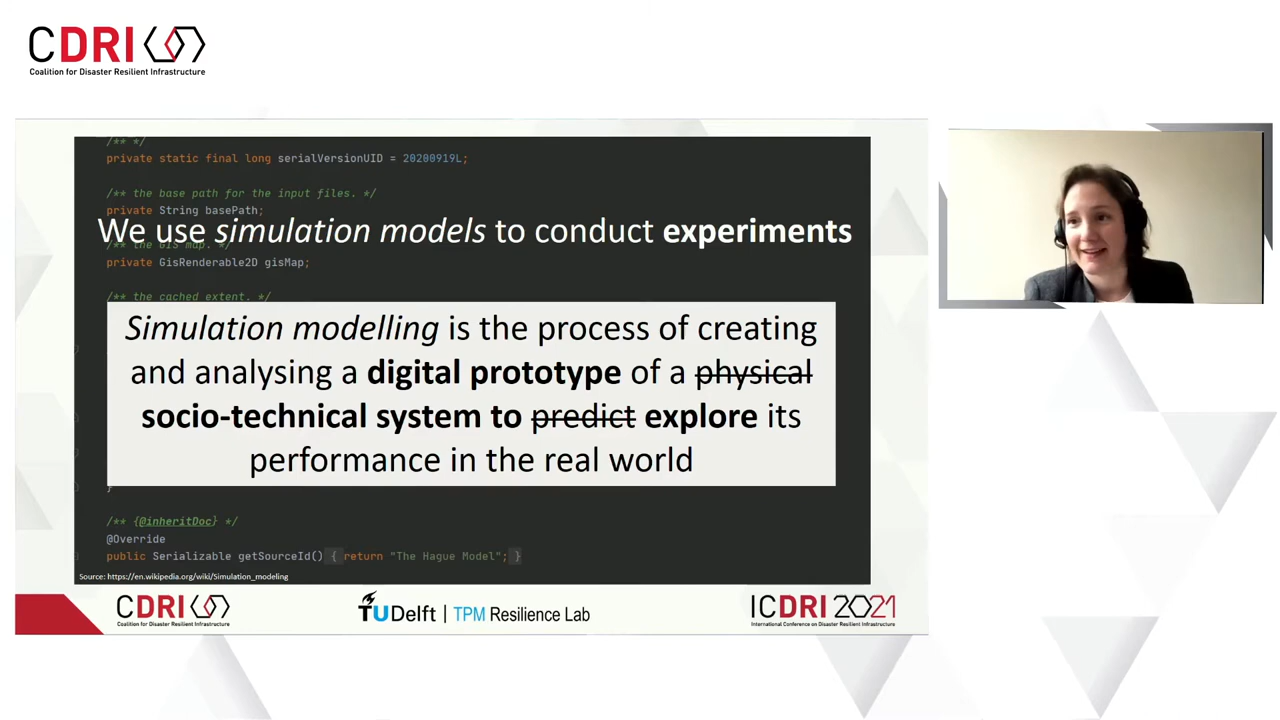 CDRI
Coalition for Disaster Resilient Infrastructure
/** */
private static final long serialVersionUID = 20200919L;
/** the base path for the input files. */
private String basePath;
We use simulation models to conduct experiments
/** the GIS map. */
private GisRenderable2D gisMap;
/** the cached extent. */
Simulation modelling is the process of creating
and analysing a digital prototype of a physical
socio-technical system to predict explore its
performance in the real world
}
/** {@inheritDoc} */
@Override
public Serializable getSourceId() { return "The Hague Model"; }
Source: https://en.wikipedia.org/wiki/Simulation_modeling
CDRI
Coalition for Disaster Resilient Infrastructure
TUDelft | TPM Resilience Lab
ICDRI 2021
International Conference on Disaster Resilient Infrastructure